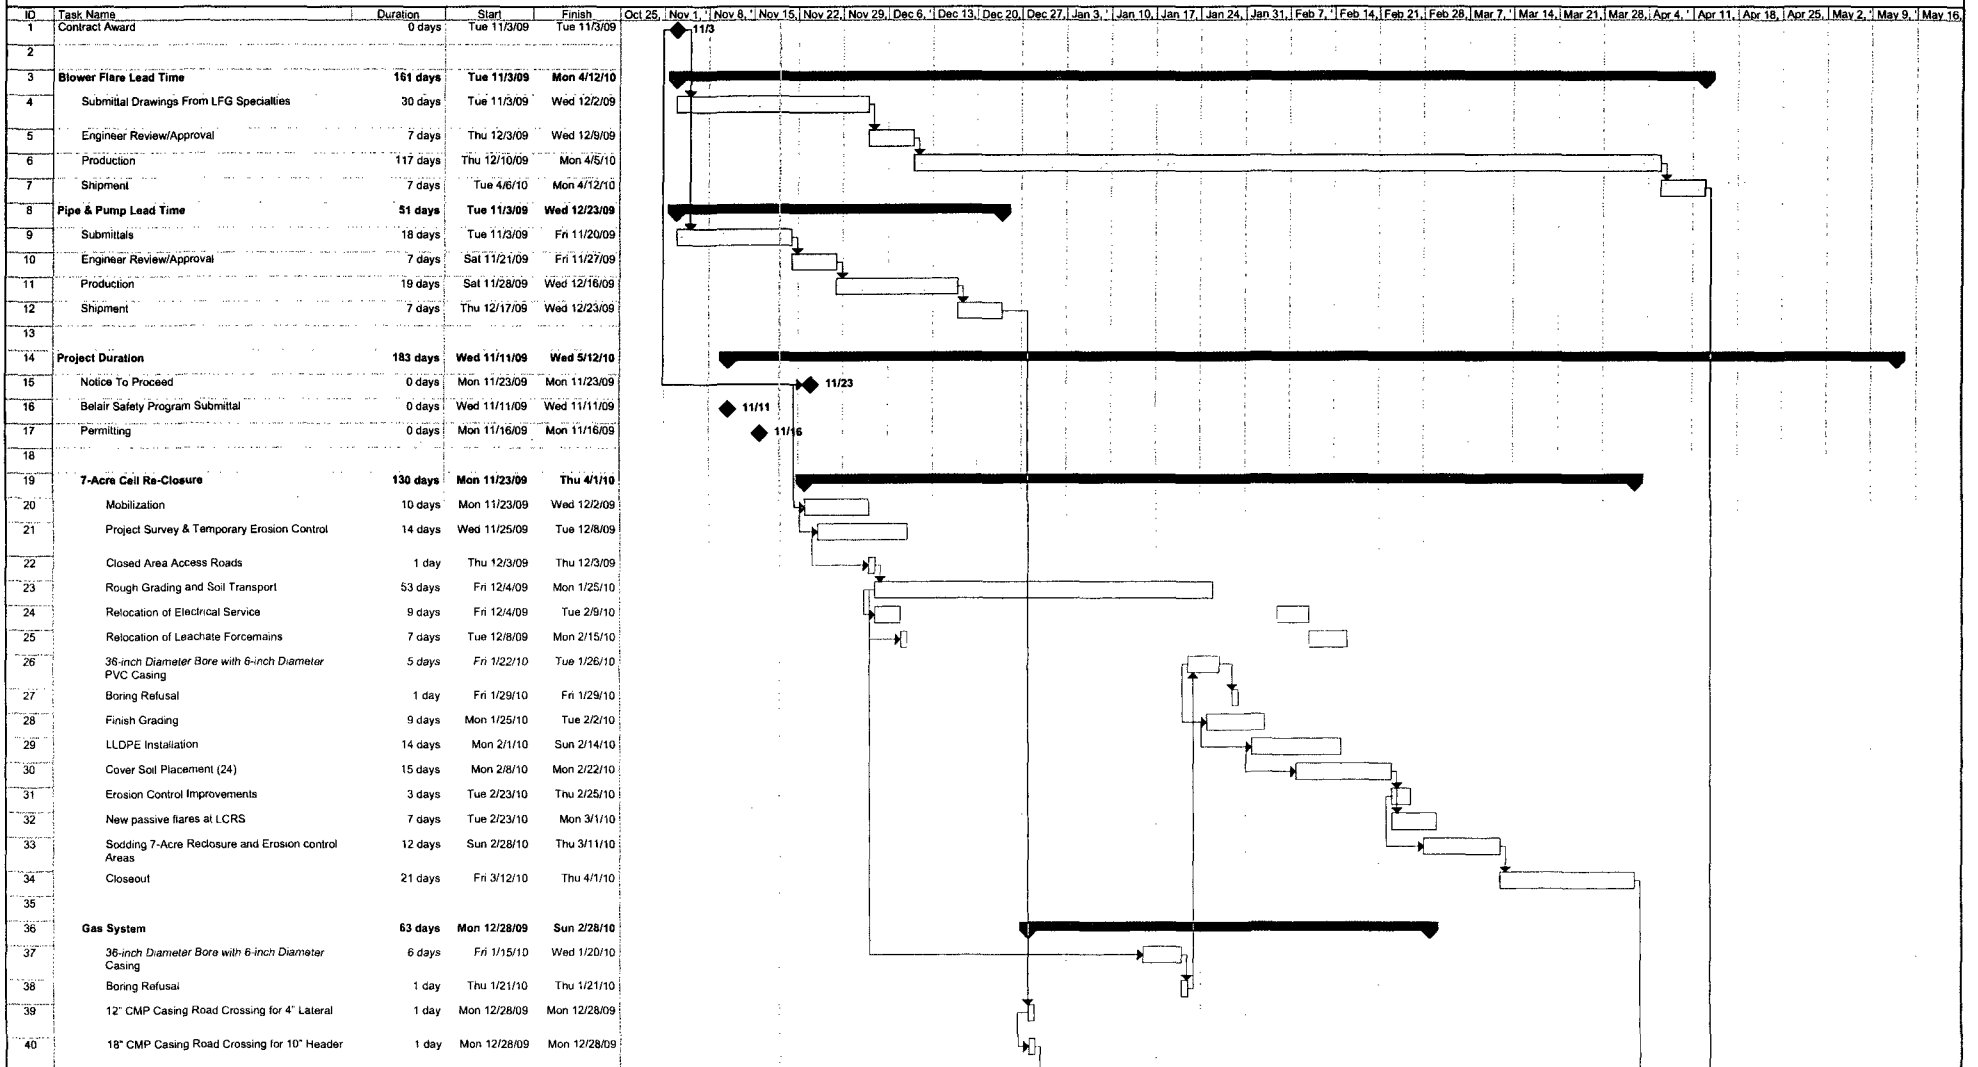 ID Task Name Duration Start Finish Oct 25, Nov 1, ' Nov 8, ' Nov 15, Nov 22, Nov 29, Dec 6, ' Dec 13, Dec 20, Dec 27, Jan 3, ' Jan 10, Jan 17, Jan 24, Jan 31, Feb 7, ' Feb 14, Feb 21, Feb 28, Mar 7, ' Mar 14, Mar 21, Mar 28, Apr 4, ' Apr 11, Apr 18, Apr 25, May 2, ' May 9, ' May 16,
1 Contract Award 0 days Tue 11/3/09 Tue 11/3/09 11/3
2
3 Blower Flare Lead Time 161 days Tue 11/3/09 Mon 4/12/10
4 Submittal Drawings From LFG Specialties 30 days Tue 11/3/09 Wed 12/2/09
5 Engineer Review/Approval 7 days Thu 12/3/09 Wed 12/9/09
6 Production 117 days Thu 12/10/09 Mon 4/5/10
7 Shipment 7 days Tue 4/6/10 Mon 4/12/10
8 Pipe & Pump Lead Time 51 days Tue 11/3/09 Wed 12/23/09
9 Submittals 18 days Tue 11/3/09 Fri 11/20/09
10 Engineer Review/Approval 7 days Sat 11/21/09 Fri 11/27/09
11 Production 19 days Sat 11/28/09 Wed 12/16/09
12 Shipment 7 days Thu 12/17/09 Wed 12/23/09
13
14 Project Duration 183 days Wed 11/11/09 Wed 5/12/10
15 Notice To Proceed 0 days Mon 11/23/09 Mon 11/23/09 11/23
16 Belair Safety Program Submittal 0 days Wed 11/11/09 Wed 11/11/09 11/11
17 Permitting 0 days Mon 11/16/09 Mon 11/16/09 11/16
18
19 7-Acre Cell Re-Closure 130 days Mon 11/23/09 Thu 4/1/10
20 Mobilization 10 days Mon 11/23/09 Wed 12/2/09
21 Project Survey & Temporary Erosion Control 14 days Wed 11/25/09 Tue 12/8/09
22 Closed Area Access Roads 1 day Thu 12/3/09 Thu 12/3/09
23 Rough Grading and Soil Transport 53 days Fri 12/4/09 Mon 1/25/10
24 Relocation of Electrical Service 9 days Fri 12/4/09 Tue 2/9/10
25 Relocation of Leachate Forcemains 7 days Tue 12/8/09 Mon 2/15/10
26 36-inch Diameter Bore with 6-inch Diameter 5 days Fri 1/22/10 Tue 1/26/10
PVC Casing
27 Boring Refusal 1 day Fri 1/29/10 Fri 1/29/10
28 Finish Grading 9 days Mon 1/25/10 Tue 2/2/10
29 LLDPE Installation 14 days Mon 2/1/10 Sun 2/14/10
30 Cover Soil Placement (24) 15 days Mon 2/8/10 Mon 2/22/10
31 Erosion Control Improvements 3 days Tue 2/23/10 Thu 2/25/10
32 New passive flares at LCRS 7 days Tue 2/23/10 Mon 3/1/10
33 Sodding 7-Acre Reclosure and Erosion control 12 days Sun 2/28/10 Thu 3/11/10
Areas
34 Closeout 21 days Fri 3/12/10 Thu 4/1/10
35
36 Gas System 63 days Mon 12/28/09 Sun 2/28/10
37 36-inch Diameter Bore with 6-inch Diameter 6 days Fri 1/15/10 Wed 1/20/10
Casing
38 Boring Refusal 1 day Thu 1/21/10 Thu 1/21/10
39 12" CMP Casing Road Crossing for 4" Lateral 1 day Mon 12/28/09 Mon 12/28/09
40 18" CMP Casing Road Crossing for 10" Header 1 day Mon 12/28/09 Mon 12/28/09